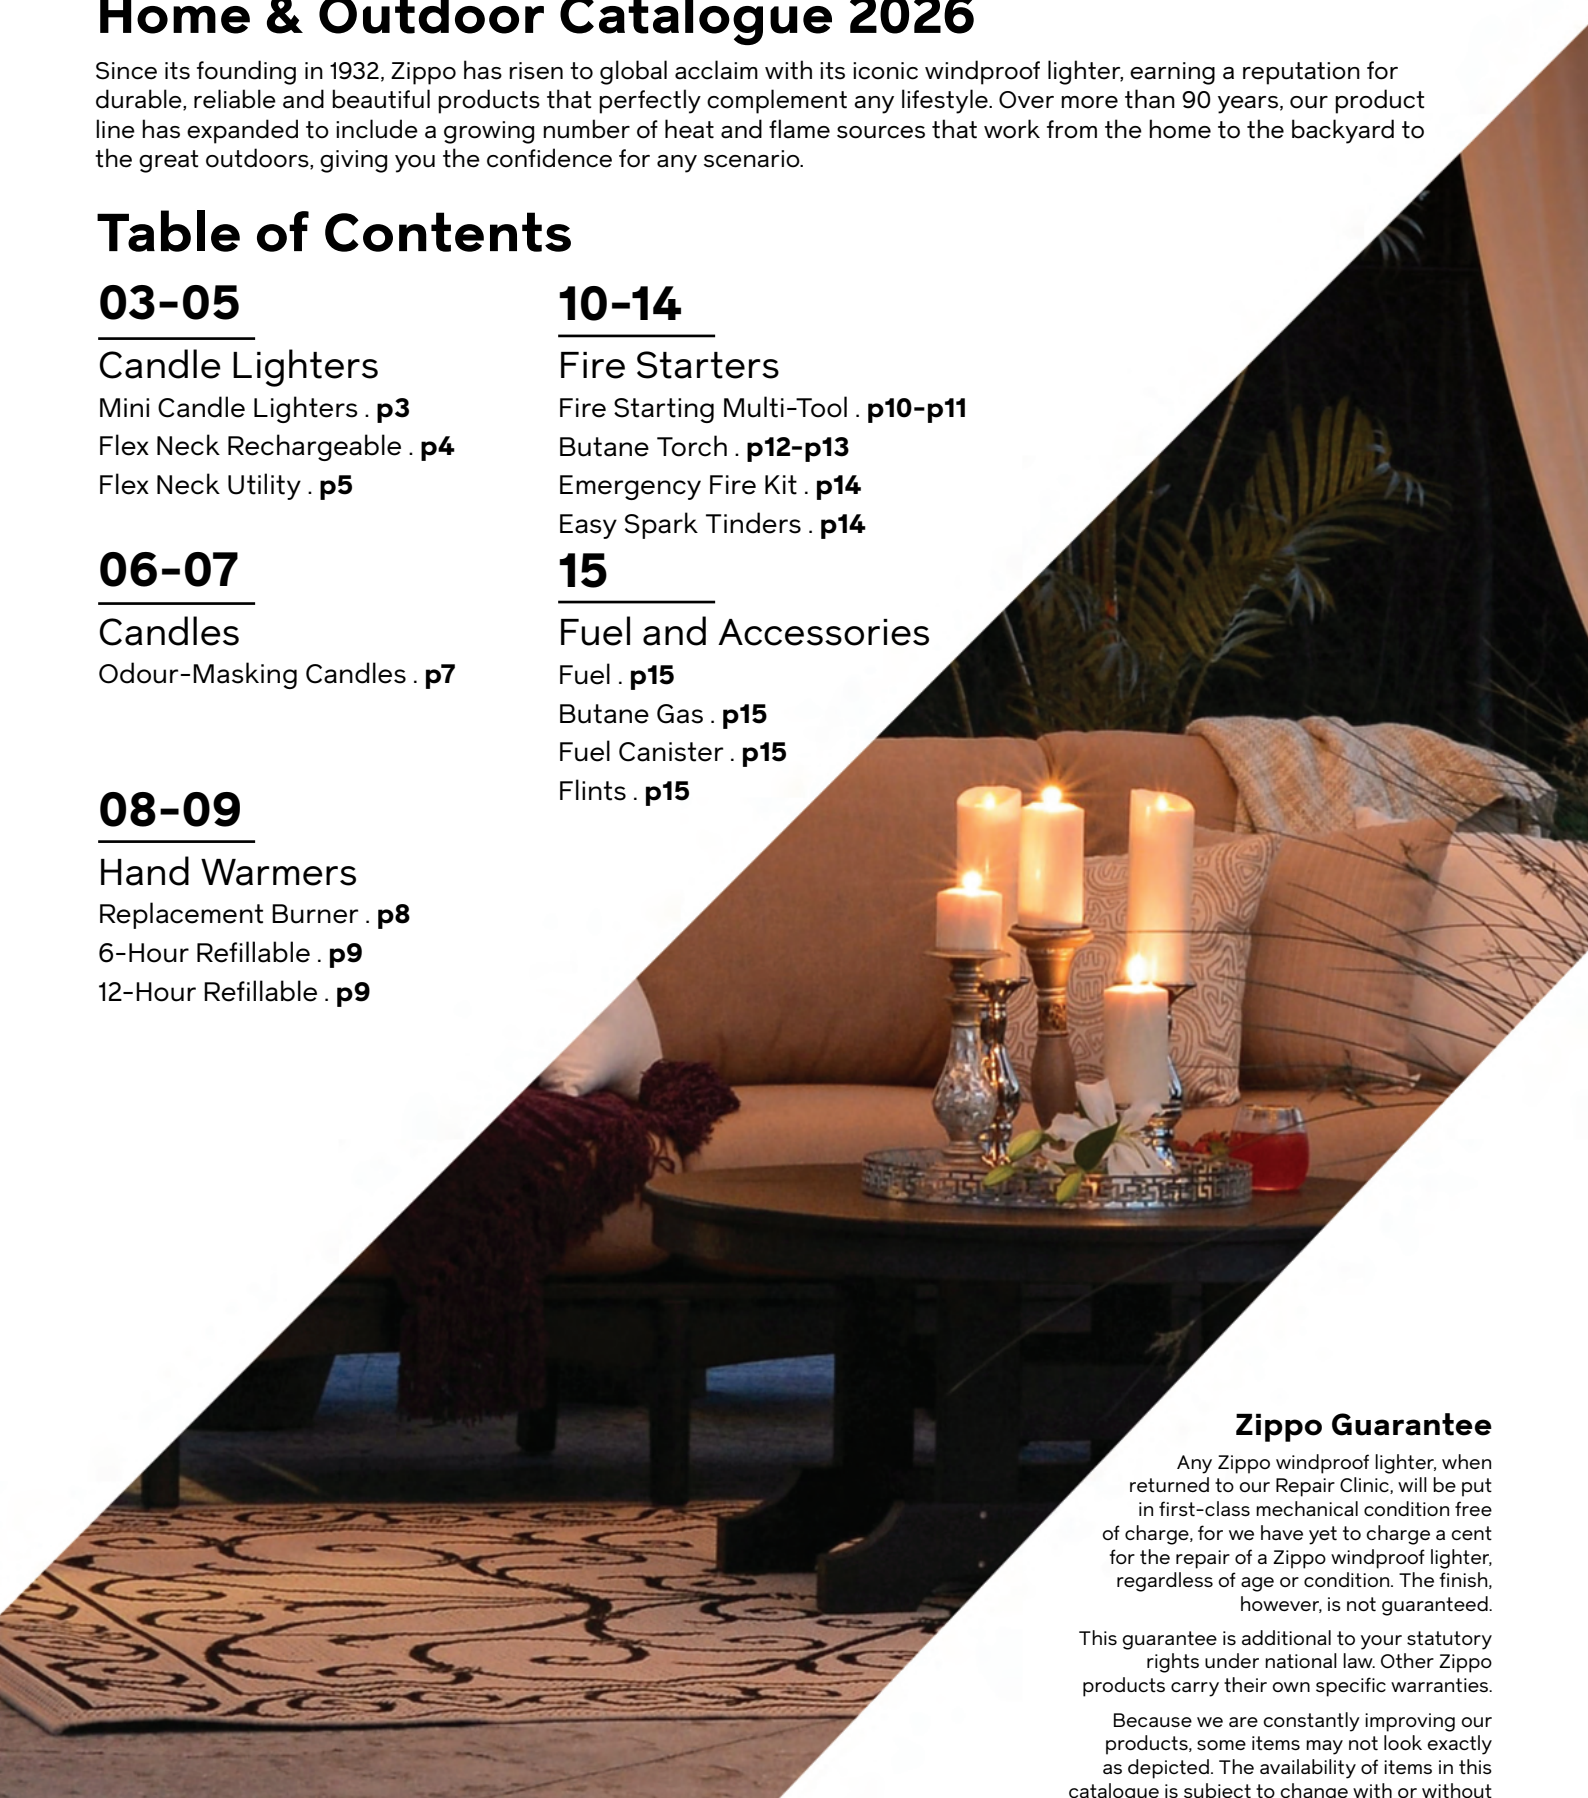 Home & Outdoor Catalogue 2026
Since its founding in 1932, Zippo has risen to global acclaim with its iconic windproof lighter, earning a reputation for
durable, reliable and beautiful products that perfectly complement any lifestyle. Over more than 90 years, our product
line has expanded to include a growing number of heat and flame sources that work from the home to the backyard to
the great outdoors, giving you the confidence for any scenario.
Table of Contents
03-05
Candle Lighters
Mini Candle Lighters . p3
Flex Neck Rechargeable . p4
Flex Neck Utility . p5
06-07
Candles
Odour-Masking Candles . p7
08-09
Hand Warmers
Replacement Burner . p8
6-Hour Refillable . p9
12-Hour Refillable . p9
10-14
Fire Starters
Fire Starting Multi-Tool . p10-p11
Butane Torch . p12-p13
Emergency Fire Kit . p14
Easy Spark Tinders . p14
15
Fuel and Accessories
Fuel . p15
Butane Gas . p15
Fuel Canister . p15
Flints . p15
Zippo Guarantee
Any Zippo windproof lighter, when
returned to our Repair Clinic, will be put
in first-class mechanical condition free
of charge, for we have yet to charge a cent
for the repair of a Zippo windproof lighter,
regardless of age or condition. The finish,
however, is not guaranteed.
This guarantee is additional to your statutory
rights under national law. Other Zippo
products carry their own specific warranties.
Because we are constantly improving our
products, some items may not look exactly
as depicted. The availability of items in this
catalogue is subject to change with or without